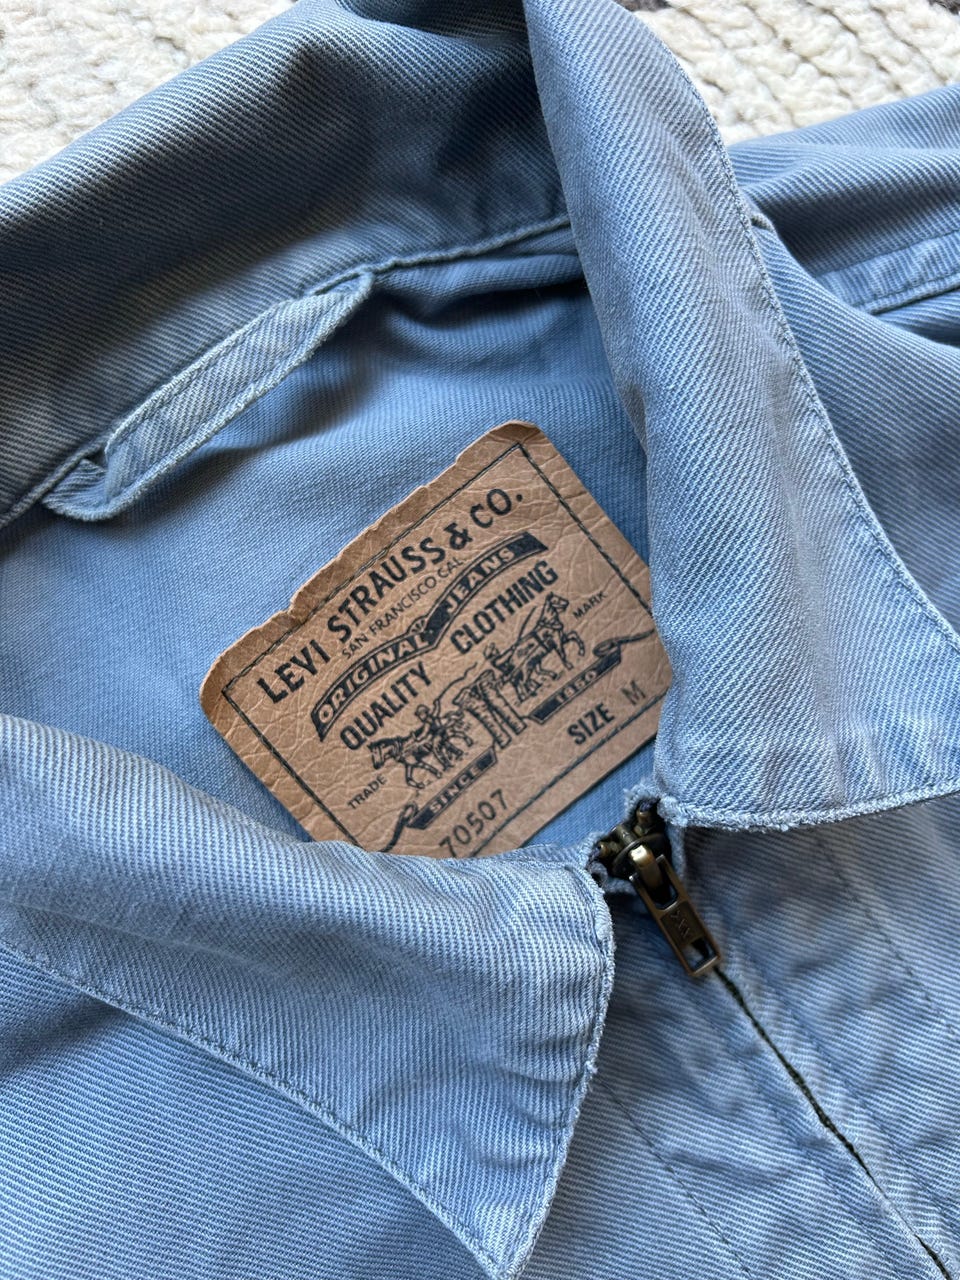 LEVI STRAUSS & CO.
SAN FRANCISCO CAL
ORIGINAL JEANS
QUALITY CLOTHING
TRADE MARK
SINCE 1850
SIZE M
70507